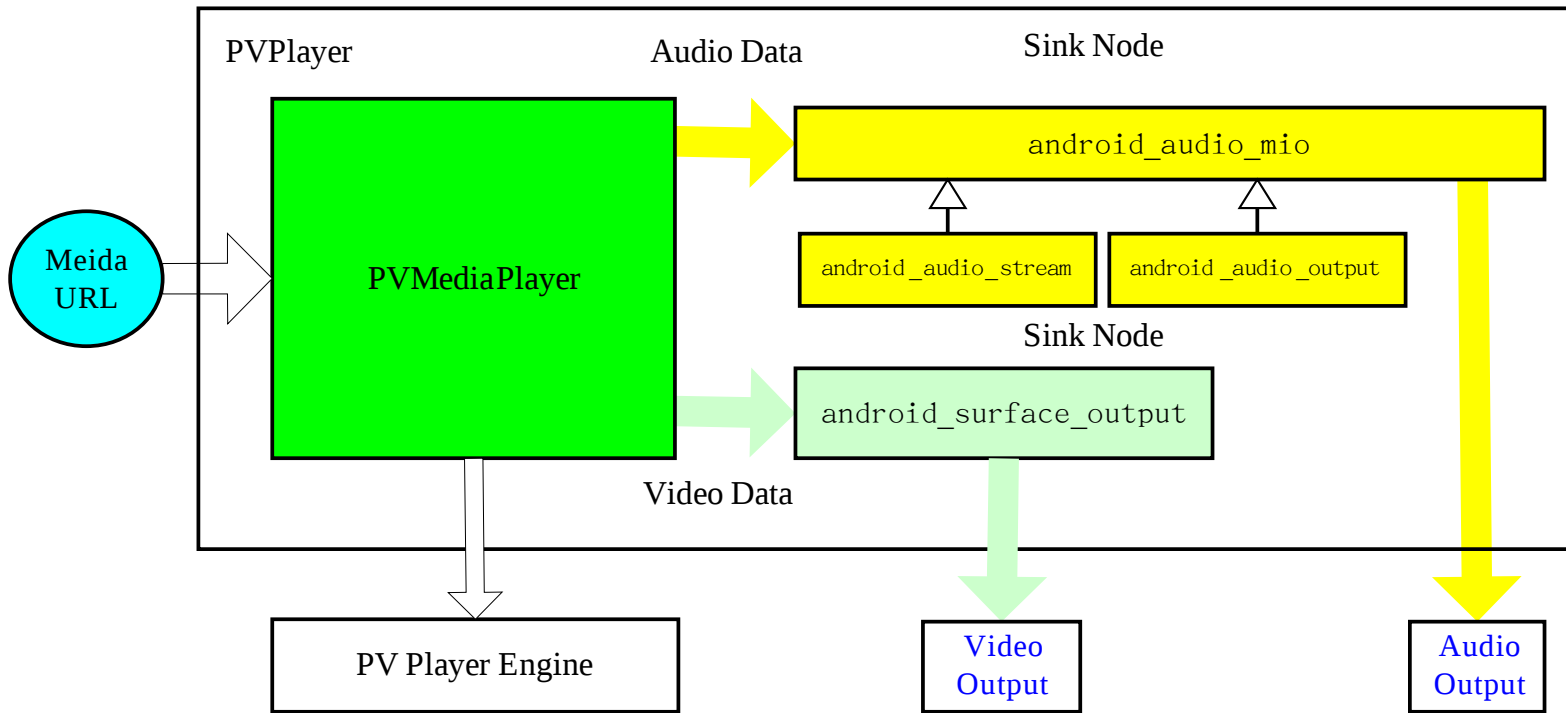 PVPlayer
Audio Data
Sink Node
android_audio_mio
Meida
URL
PVMediaPlayer
android_audio_stream
android_audio_output
Sink Node
android_surface_output
Video Data
PV Player Engine
Video
Output
Audio
Output